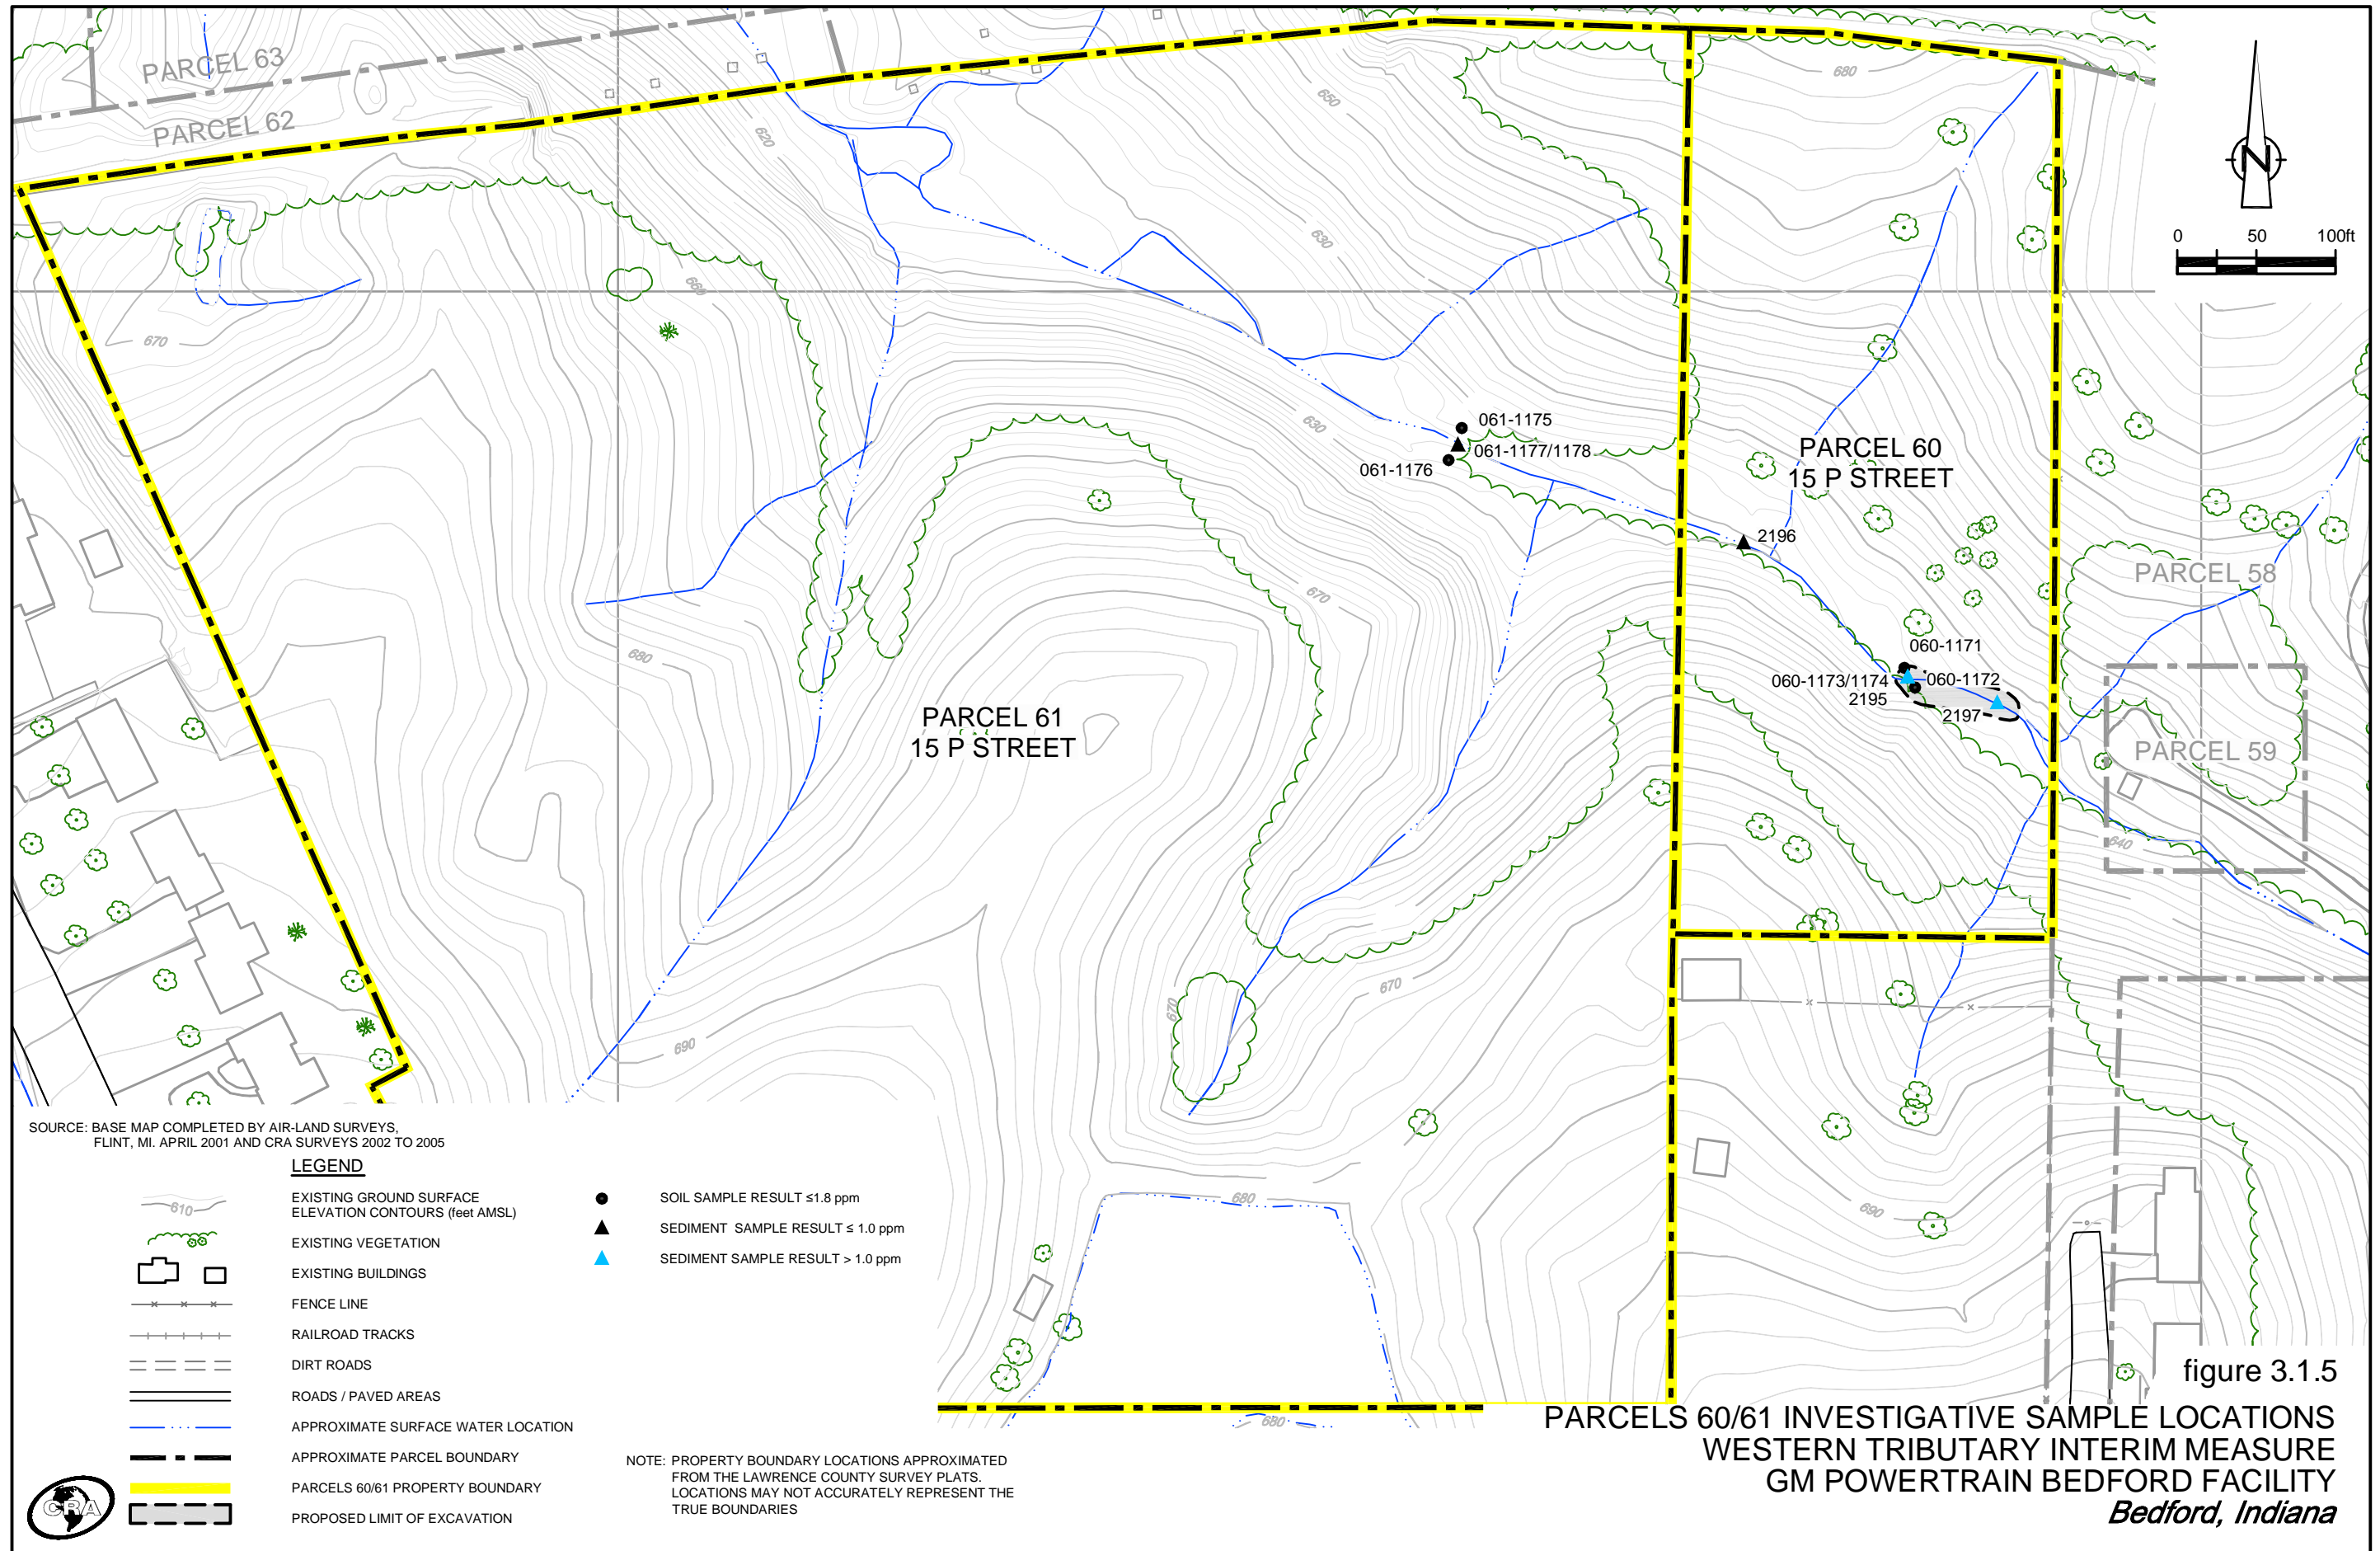 PARCEL 63
PARCEL 62
620
650
680
N
0 50 100ft
630
660
670
630
061-1175
061-1177/1178
061-1176
PARCEL 60
15 P STREET
2196
PARCEL 58
670
680
060-1171
060-1173/1174
060-1172
2195
2197
PARCEL 61
15 P STREET
PARCEL 59
640
670
670
690
680
690
680
SOURCE: BASE MAP COMPLETED BY AIR-LAND SURVEYS,
FLINT, MI. APRIL 2001 AND CRA SURVEYS 2002 TO 2005
LEGEND
610
EXISTING GROUND SURFACE
ELEVATION CONTOURS (feet AMSL)
EXISTING VEGETATION
EXISTING BUILDINGS
FENCE LINE
RAILROAD TRACKS
DIRT ROADS
ROADS / PAVED AREAS
APPROXIMATE SURFACE WATER LOCATION
APPROXIMATE PARCEL BOUNDARY
PARCELS 60/61 PROPERTY BOUNDARY
PROPOSED LIMIT OF EXCAVATION
SOIL SAMPLE RESULT ≤1.8 ppm
SEDIMENT SAMPLE RESULT ≤ 1.0 ppm
SEDIMENT SAMPLE RESULT > 1.0 ppm
NOTE: PROPERTY BOUNDARY LOCATIONS APPROXIMATED
FROM THE LAWRENCE COUNTY SURVEY PLATS.
LOCATIONS MAY NOT ACCURATELY REPRESENT THE
TRUE BOUNDARIES
CRA
figure 3.1.5
PARCELS 60/61 INVESTIGATIVE SAMPLE LOCATIONS
WESTERN TRIBUTARY INTERIM MEASURE
GM POWERTRAIN BEDFORD FACILITY
Bedford, Indiana